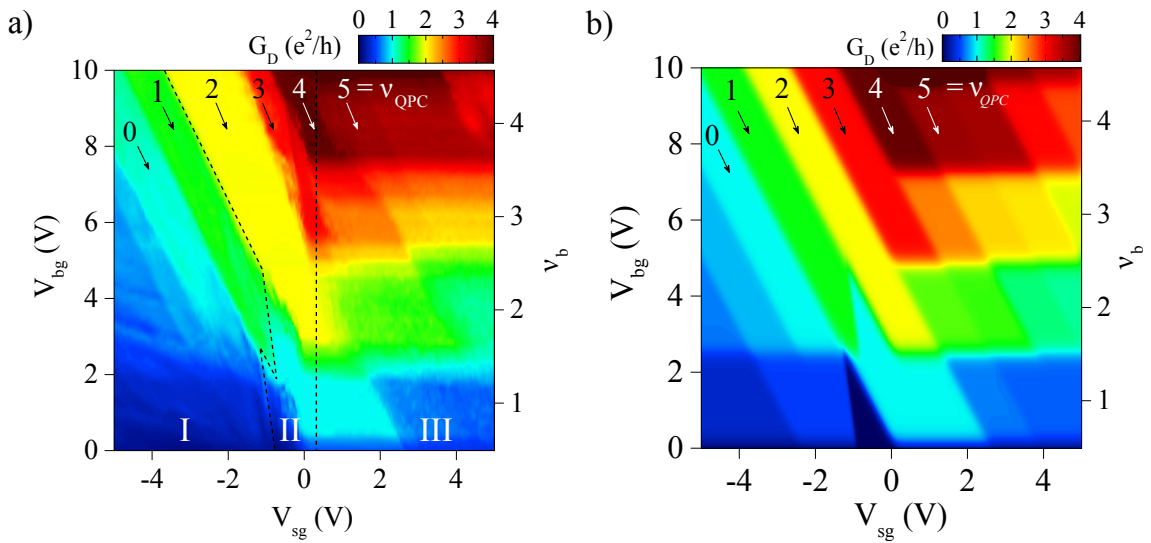 a)
G_D (e²/h)
0 1 2 3 4
10
8
6
4
2
0
V_bg (V)
0 1 2 3 4 5 = ν_QPC
I II III
4
3
2
1
ν_b
-4 -2 0 2 4
V_sg (V)
b)
G_D (e²/h)
0 1 2 3 4
10
8
6
4
2
0
V_bg (V)
0 1 2 3 4 5 = ν_QPC
4
3
2
1
ν_b
-4 -2 0 2 4
V_sg (V)